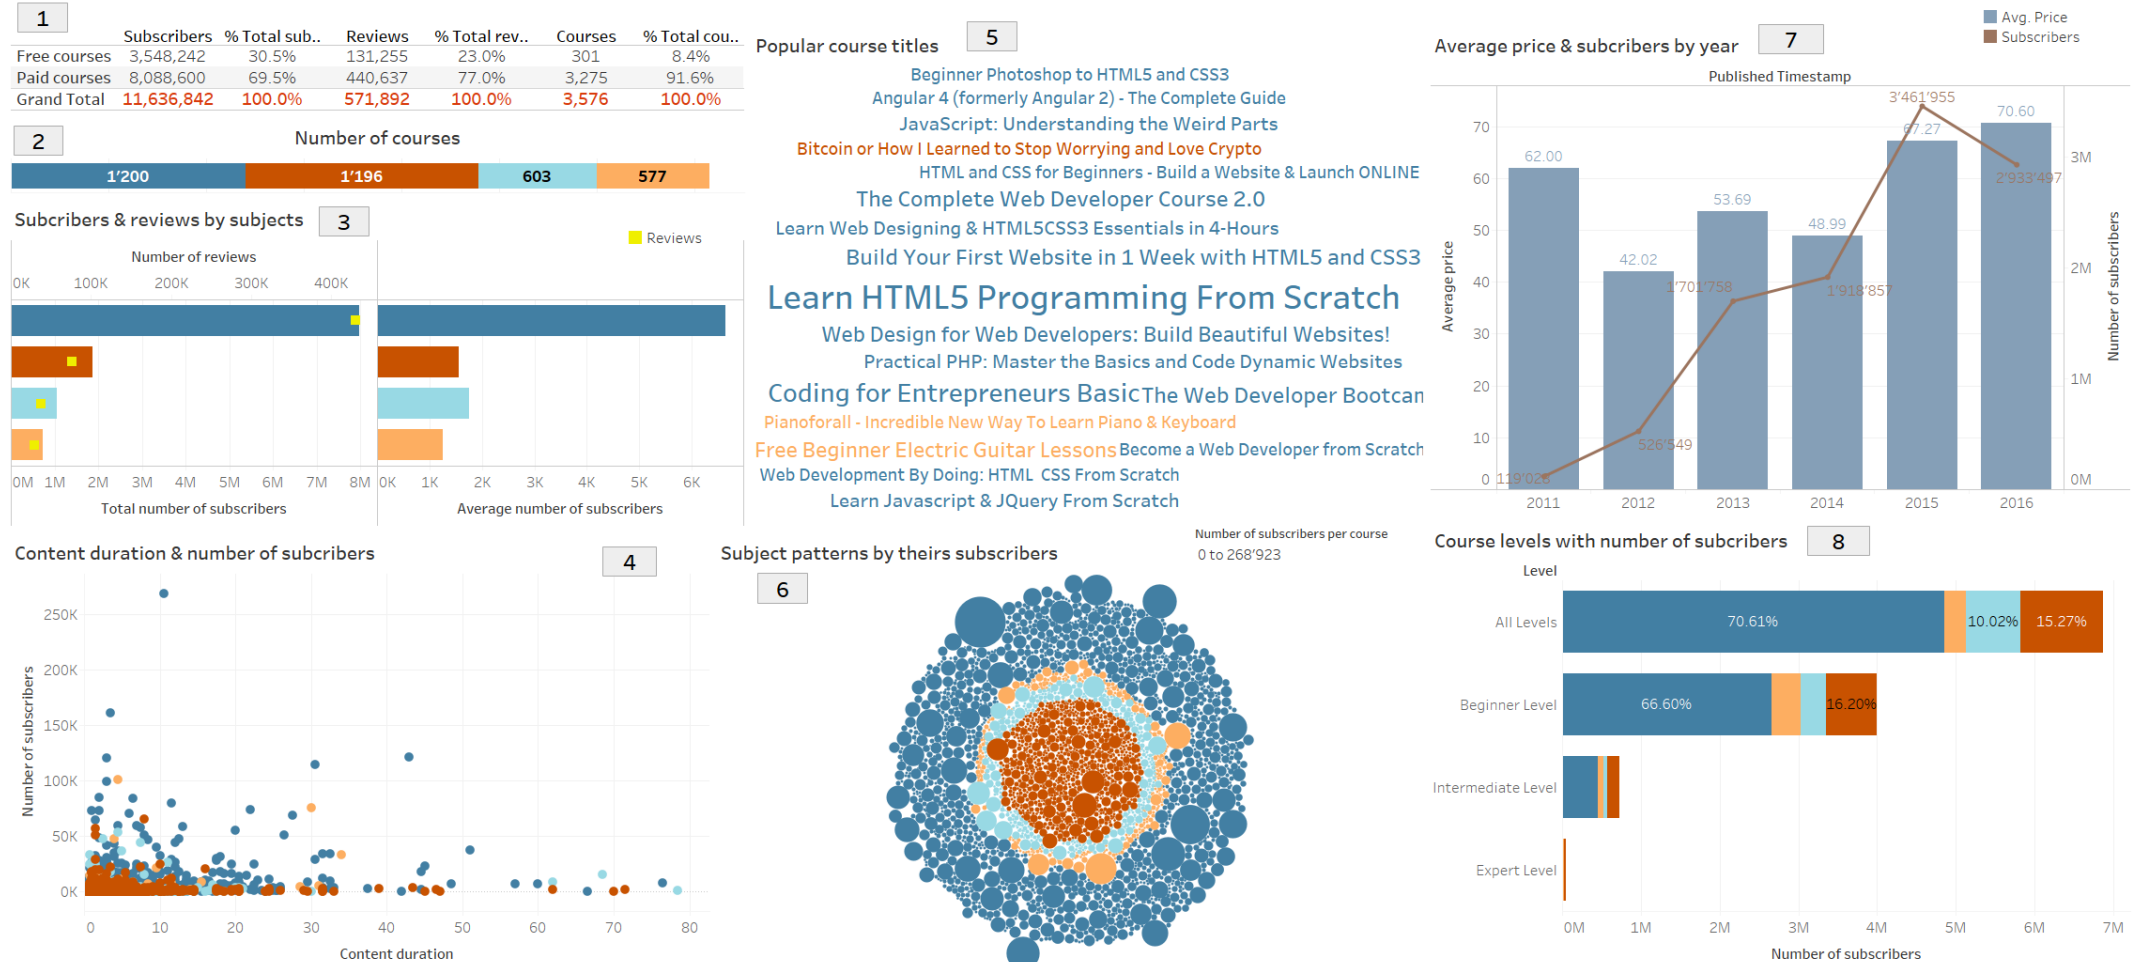 1
Subscribers % Total sub.. Reviews % Total rev.. Courses % Total cou..
Free courses 3,548,242 30.5% 131,255 23.0% 301 8.4%
Paid courses 8,088,600 69.5% 440,637 77.0% 3,275 91.6%
Grand Total 11,636,842 100.0% 571,892 100.0% 3,576 100.0%
2
Number of courses
1'200 1'196 603 577
Subcribers & reviews by subjects
3
Reviews
Number of reviews
0K 100K 200K 300K 400K
0M 1M 2M 3M 4M 5M 6M 7M 8M
Total number of subscribers
0K 1K 2K 3K 4K 5K 6K
Average number of subscribers
Content duration & number of subcribers
4
Number of subscribers
250K
200K
150K
100K
50K
0K
0 10 20 30 40 50 60 70 80
Content duration
Popular course titles
5
Beginner Photoshop to HTML5 and CSS3
Angular 4 (formerly Angular 2) - The Complete Guide
JavaScript: Understanding the Weird Parts
Bitcoin or How I Learned to Stop Worrying and Love Crypto
HTML and CSS for Beginners - Build a Website & Launch ONLINE
The Complete Web Developer Course 2.0
Learn Web Designing & HTML5CSS3 Essentials in 4-Hours
Build Your First Website in 1 Week with HTML5 and CSS3
Learn HTML5 Programming From Scratch
Web Design for Web Developers: Build Beautiful Websites!
Practical PHP: Master the Basics and Code Dynamic Websites
Coding for Entrepreneurs Basic The Web Developer Bootcam
Pianoforall - Incredible New Way To Learn Piano & Keyboard
Free Beginner Electric Guitar Lessons Become a Web Developer from Scratch
Web Development By Doing: HTML CSS From Scratch
Learn Javascript & JQuery From Scratch
Subject patterns by theirs subscribers
6
Number of subscribers per course
0 to 268'923
Average price & subcribers by year
7
Avg. Price
Subscribers
Published Timestamp
Average price
70
60
50
40
30
20
10
0
62.00
42.02
53.69
48.99
67.27
70.60
526'549
1'701'758
1'918'857
3'461'955
2'933'497
2011 2012 2013 2014 2015 2016
3M
2M
1M
0M
Number of subscribers
Course levels with number of subcribers
8
Level
All Levels 70.61% 10.02% 15.27%
Beginner Level 66.60% 16.20%
Intermediate Level
Expert Level
0M 1M 2M 3M 4M 5M 6M 7M
Number of subscribers